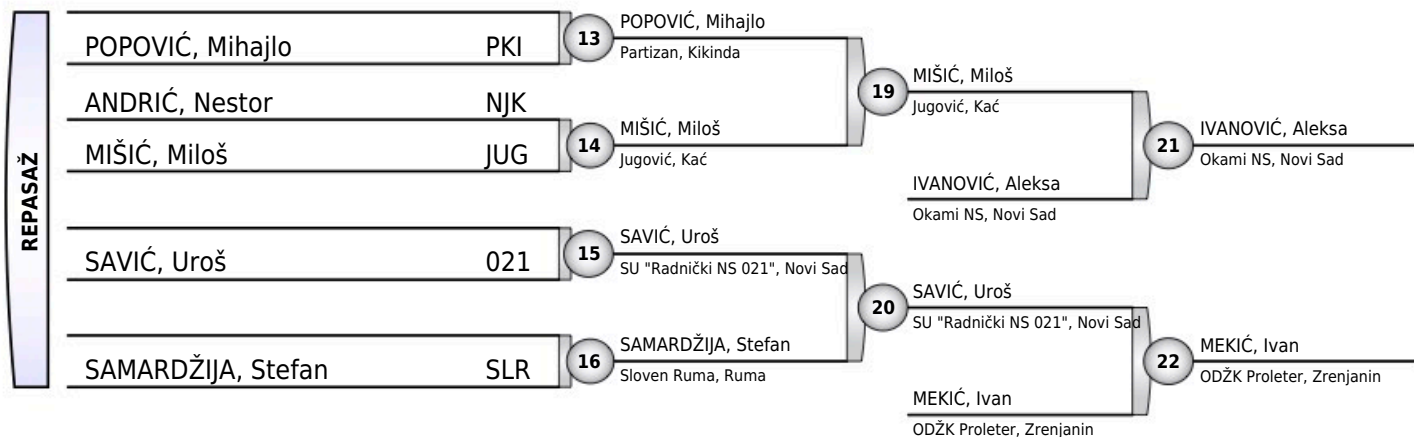 REPASAŽ
POPOVIĆ, Mihajlo PKI
ANDRIĆ, Nestor NJK
MIŠIĆ, Miloš JUG
SAVIĆ, Uroš 021
SAMARDŽIJA, Stefan SLR
13
POPOVIĆ, Mihajlo
Partizan, Kikinda
14
MIŠIĆ, Miloš
Jugović, Kać
15
SAVIĆ, Uroš
SU "Radnički NS 021", Novi Sad
16
SAMARDŽIJA, Stefan
Sloven Ruma, Ruma
19
MIŠIĆ, Miloš
Jugović, Kać
IVANOVIĆ, Aleksa
Okami NS, Novi Sad
20
SAVIĆ, Uroš
SU "Radnički NS 021", Novi Sad
MEKIĆ, Ivan
ODŽK Proleter, Zrenjanin
21
IVANOVIĆ, Aleksa
Okami NS, Novi Sad
22
MEKIĆ, Ivan
ODŽK Proleter, Zrenjanin